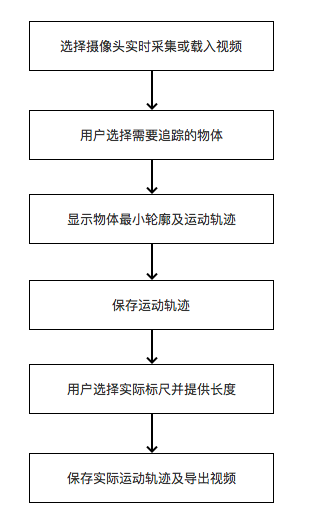 选择摄像头实时采集或载入视频
用户选择需要追踪的物体
显示物体最小轮廓及运动轨迹
保存运动轨迹
用户选择实际标尺并提供长度
保存实际运动轨迹及导出视频